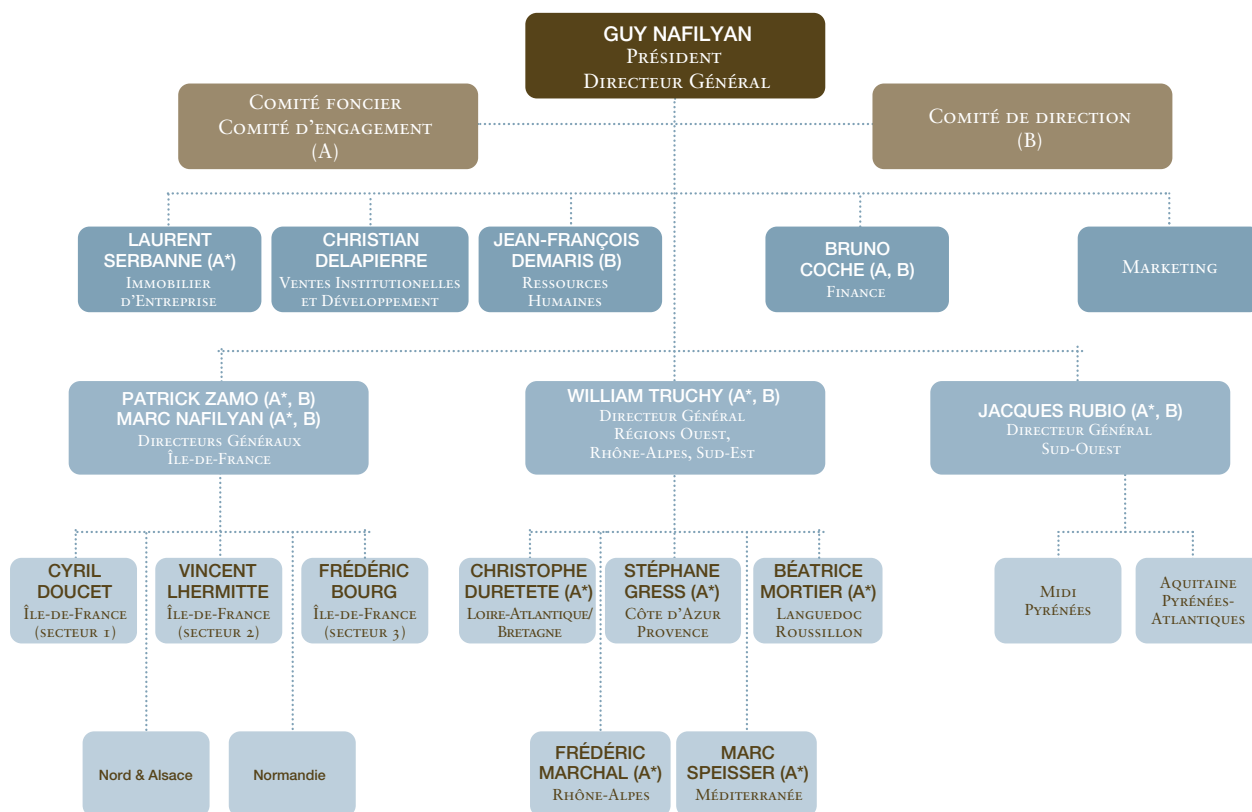 GUY NAFILYAN
Président
Directeur Général
Comité foncier
Comité d'engagement
(A)
Comité de direction
(B)
LAURENT
SERBANNE (A*)
Immobilier
d'Entreprise
CHRISTIAN
DELAPIERRE
Ventes Institutionelles
et Développement
JEAN-FRANÇOIS
DEMARIS (B)
Ressources
Humaines
BRUNO
COCHE (A, B)
Finance
Marketing
PATRICK ZAMO (A*, B)
MARC NAFILYAN (A*, B)
Directeurs Généraux
Île-de-France
WILLIAM TRUCHY (A*, B)
Directeur Général
Régions Ouest,
Rhône-Alpes, Sud-Est
JACQUES RUBIO (A*, B)
Directeur Général
Sud-Ouest
CYRIL
DOUCET
Île-de-France
(secteur 1)
VINCENT
LHERMITTE
Île-de-France
(secteur 2)
FRÉDÉRIC
BOURG
Île-de-France
(secteur 3)
CHRISTOPHE
DURETETE (A*)
Loire-Atlantique/
Bretagne
STÉPHANE
GRESS (A*)
Côte d'Azur
Provence
BÉATRICE
MORTIER (A*)
Languedoc
Roussillon
Midi
Pyrénées
Aquitaine
Pyrénées-
Atlantiques
Nord & Alsace
Normandie
FRÉDÉRIC
MARCHAL (A*)
Rhône-Alpes
MARC
SPEISSER (A*)
Méditerranée